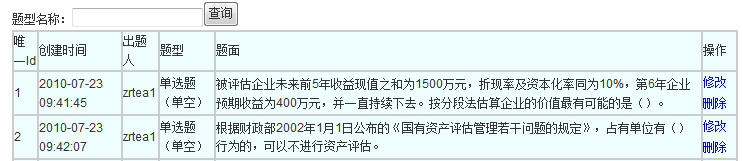 题型名称： 查询
唯一Id 创建时间 出题人 题型 题面 操作
1 2010-07-23 09:41:45 zrtea1 单选题（单空） 被评估企业未来前5年收益现值之和为1500万元，折现率及资本化率同为10%，第6年企业 修改
预期收益为400万元，并一直持续下去。按分段法估算企业的价值最有可能的是（）。 删除
2 2010-07-23 09:42:07 zrtea1 单选题（单空） 根据财政部2002年1月1日公布的《国有资产评估管理若干问题的规定》，占有单位有（） 修改
行为的，可以不进行资产评估。 删除